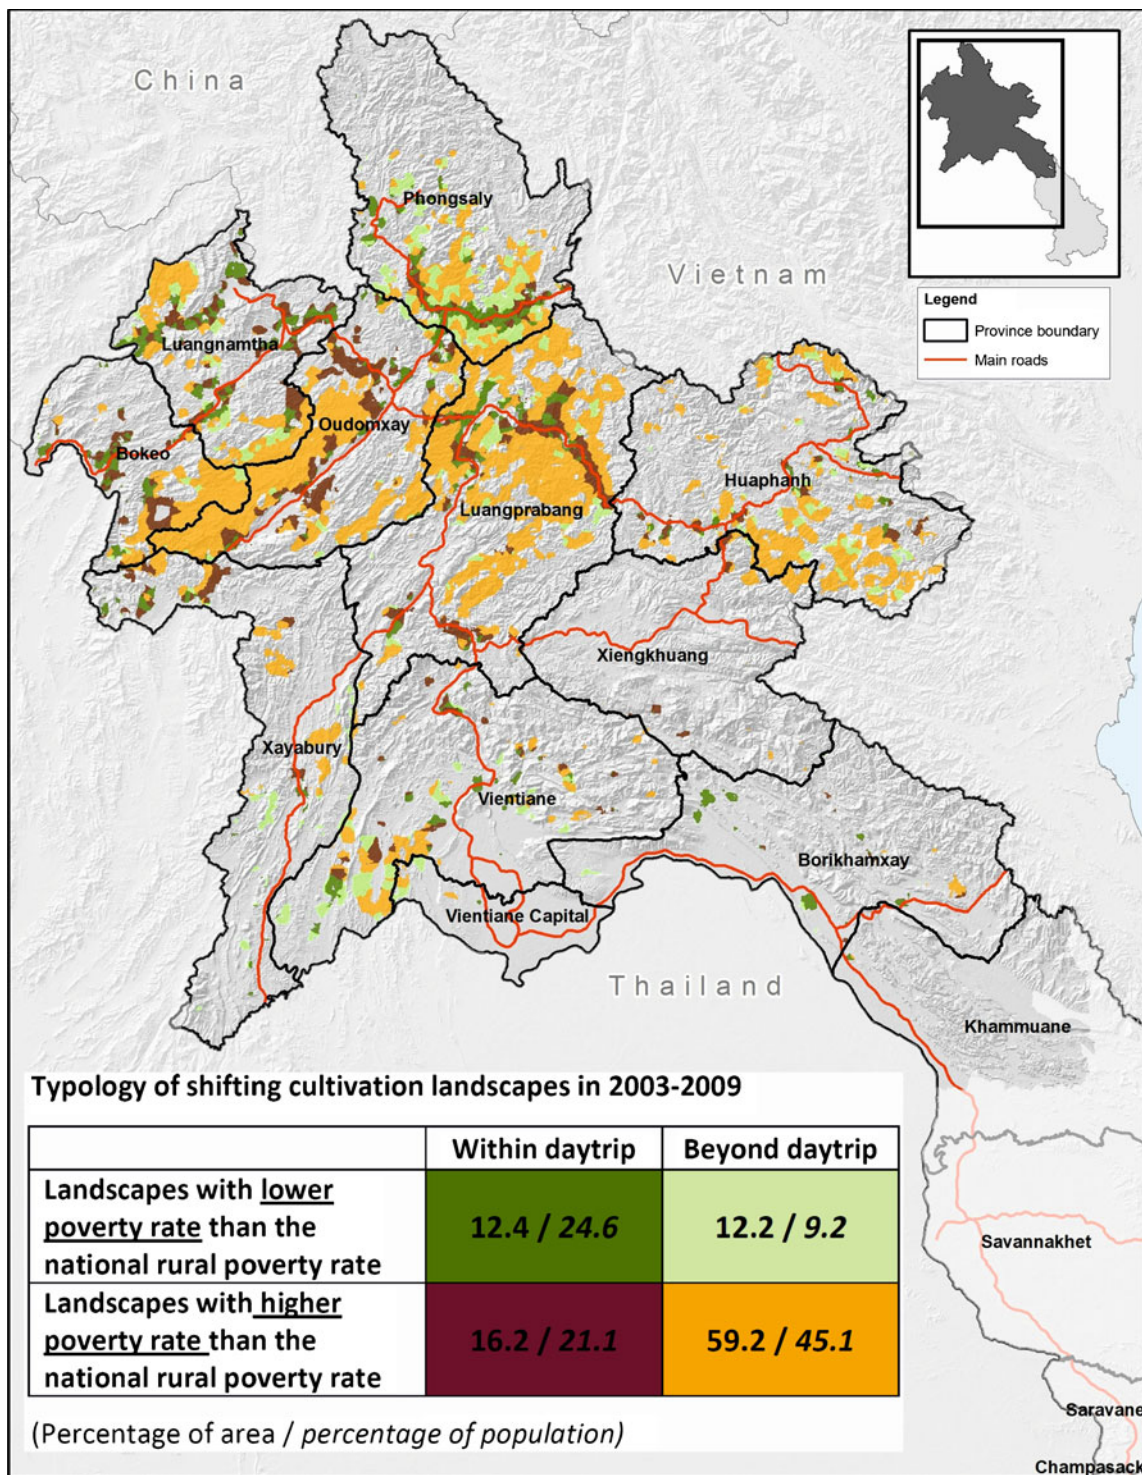 China
Phongsaly
Vietnam
Legend
Province boundary
Main roads
Luangnamtha
Oudomxay
Bokeo
Huaphanh
Luangprabang
Xiengkhuang
Xayabury
Vientiane
Borikhamxay
Vientiane Capital
Thailand
Khammuane
Savannakhet
Saravane
Champasack
Typology of shifting cultivation landscapes in 2003-2009
Within daytrip Beyond daytrip
Landscapes with lower
poverty rate than the
national rural poverty rate
12.4 / 24.6 12.2 / 9.2
Landscapes with higher
poverty rate than the
national rural poverty rate
16.2 / 21.1 59.2 / 45.1
(Percentage of area / percentage of population)